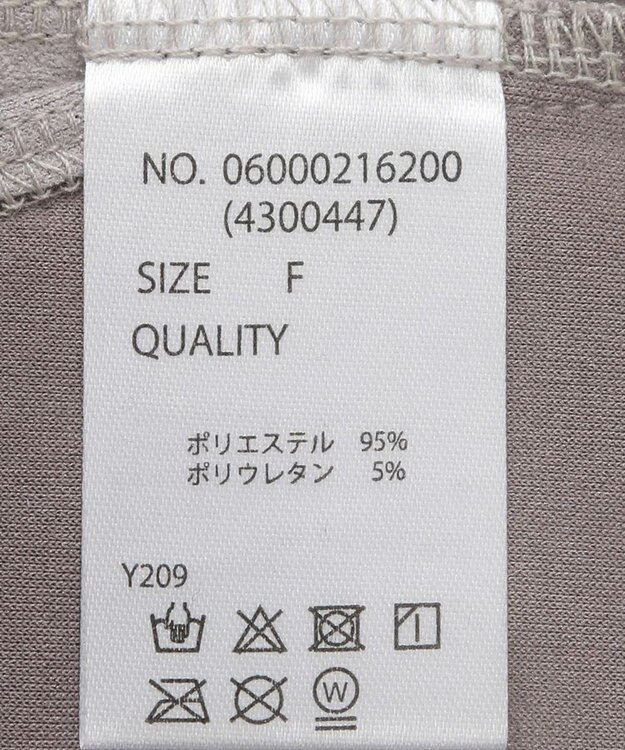 NO. 06000216200
(4300447)
SIZE F
QUALITY
ポリエステル 95%
ポリウレタン 5%
Y209
W